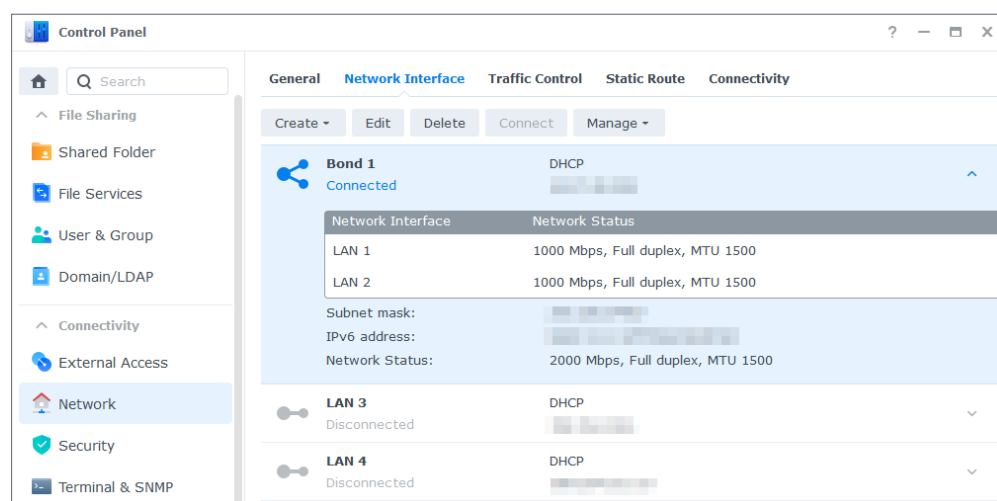 Control Panel
?
Search
File Sharing
Shared Folder
File Services
User & Group
Domain/LDAP
Connectivity
External Access
Network
Security
Terminal & SNMP
General Network Interface Traffic Control Static Route Connectivity
Create Edit Delete Connect Manage
Bond 1 DHCP
Connected
Network Interface Network Status
LAN 1 1000 Mbps, Full duplex, MTU 1500
LAN 2 1000 Mbps, Full duplex, MTU 1500
Subnet mask:
IPv6 address:
Network Status: 2000 Mbps, Full duplex, MTU 1500
LAN 3 DHCP
Disconnected
LAN 4 DHCP
Disconnected